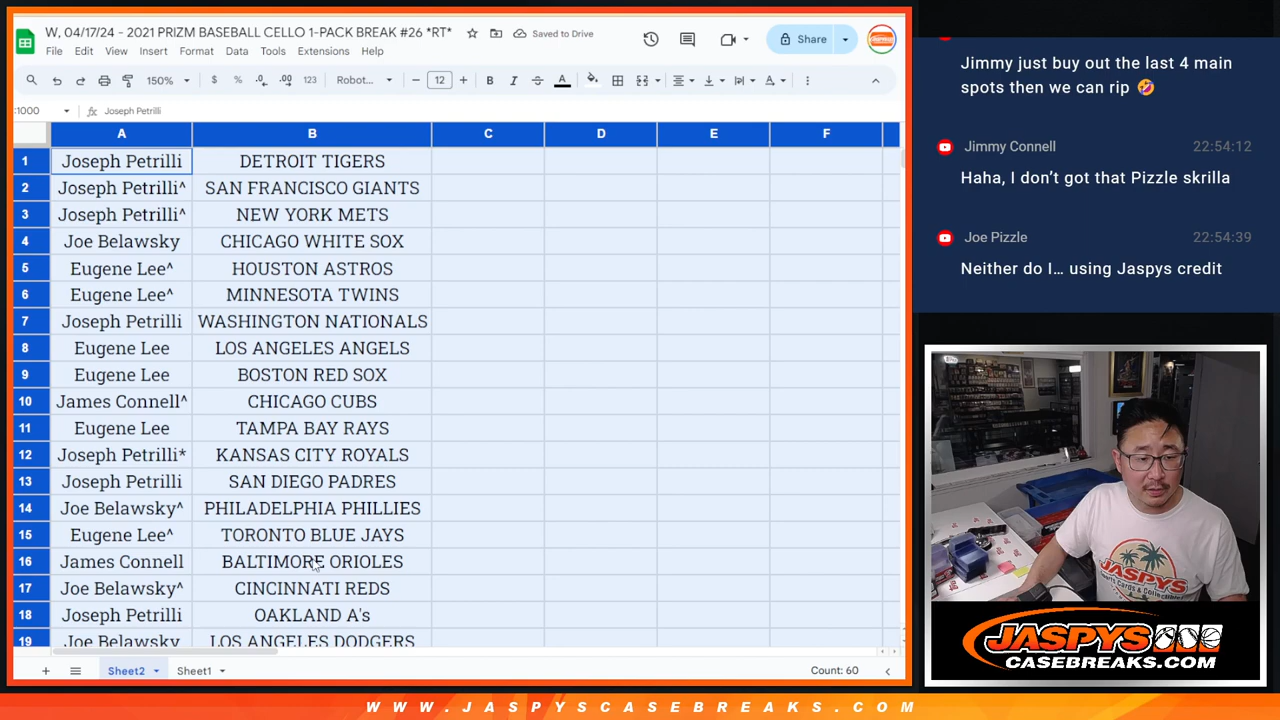 W, 04/17/24 - 2021 PRIZM BASEBALL CELLO 1-PACK BREAK #26 *RT*
Saved to Drive
Share
File Edit View Insert Format Data Tools Extensions Help
150% $ % .0 .00 123 Robot... 12 B I A
:1000 fx Joseph Petrilli
A B C D E F
1 Joseph Petrilli DETROIT TIGERS
2 Joseph Petrilli^ SAN FRANCISCO GIANTS
3 Joseph Petrilli^ NEW YORK METS
4 Joe Belawsky CHICAGO WHITE SOX
5 Eugene Lee^ HOUSTON ASTROS
6 Eugene Lee^ MINNESOTA TWINS
7 Joseph Petrilli WASHINGTON NATIONALS
8 Eugene Lee LOS ANGELES ANGELS
9 Eugene Lee BOSTON RED SOX
10 James Connell^ CHICAGO CUBS
11 Eugene Lee TAMPA BAY RAYS
12 Joseph Petrilli* KANSAS CITY ROYALS
13 Joseph Petrilli SAN DIEGO PADRES
14 Joe Belawsky^ PHILADELPHIA PHILLIES
15 Eugene Lee^ TORONTO BLUE JAYS
16 James Connell BALTIMORE ORIOLES
17 Joe Belawsky^ CINCINNATI REDS
18 Joseph Petrilli OAKLAND A's
19 Joe Belawsky LOS ANGELES DODGERS
Sheet2 Sheet1 Count: 60
Jimmy just buy out the last 4 main
spots then we can rip 🤣
Jimmy Connell 22:54:12
Haha, I don’t got that Pizzle skrilla
Joe Pizzle 22:54:39
Neither do I… using Jaspys credit
JASPYS
JASPYS
CASEBREAKS.COM
WWW.JASPYSCASEBREAKS.COM